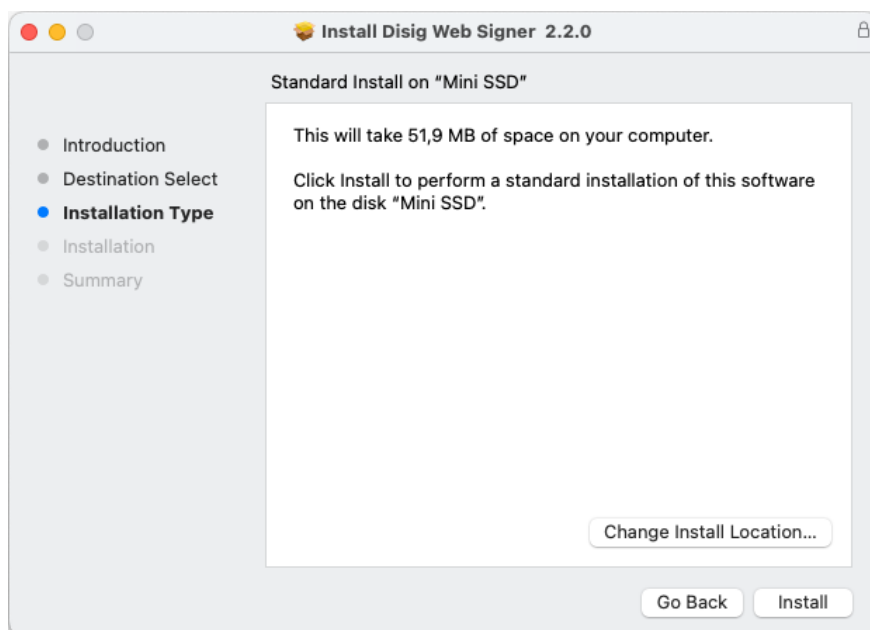 Install Disig Web Signer 2.2.0
Standard Install on “Mini SSD”
Introduction
Destination Select
Installation Type
Installation
Summary
This will take 51,9 MB of space on your computer.
Click Install to perform a standard installation of this software
on the disk “Mini SSD”.
Change Install Location...
Go Back
Install